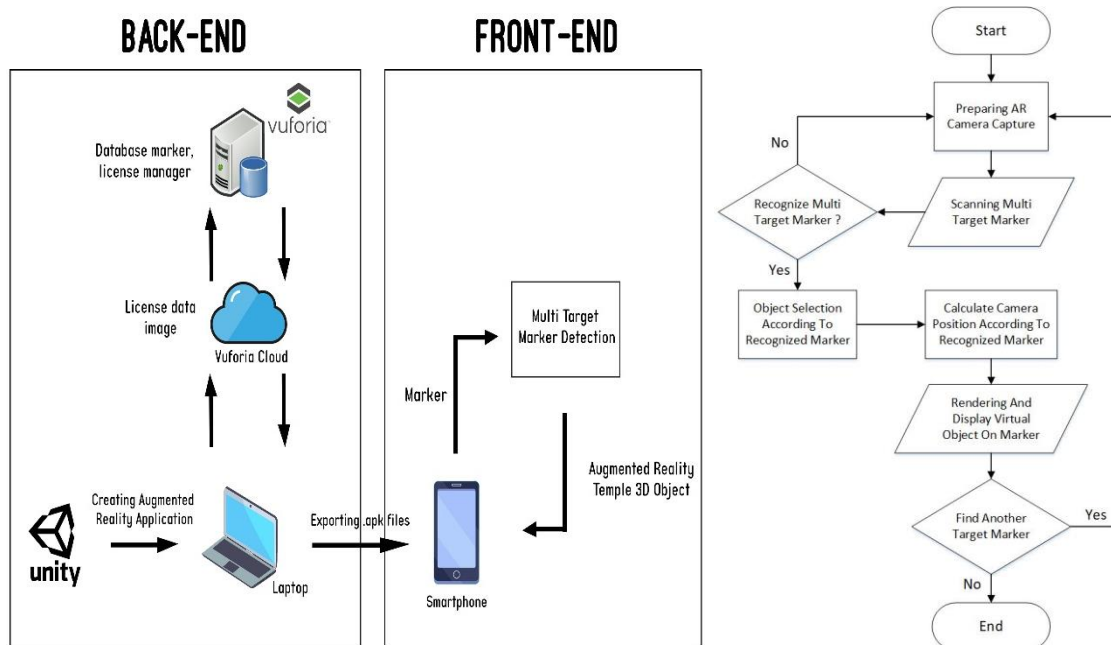 BACK-END
vuforia™
Database marker,
license manager
License data
image
Vuforia Cloud
Creating Augmented
Reality Application
unity
Laptop
Exporting .apk files
FRONT-END
Multi Target
Marker Detection
Marker
Augmented Reality
Temple 3D Object
Smartphone
Start
Preparing AR
Camera Capture
No
Recognize Multi
Target Marker ?
Scanning Multi
Target Marker
Yes
Object Selection
According To
Recognized Marker
Calculate Camera
Position According To
Recognized Marker
Rendering And
Display Virtual
Object On Marker
Find Another
Target Marker
Yes
No
End